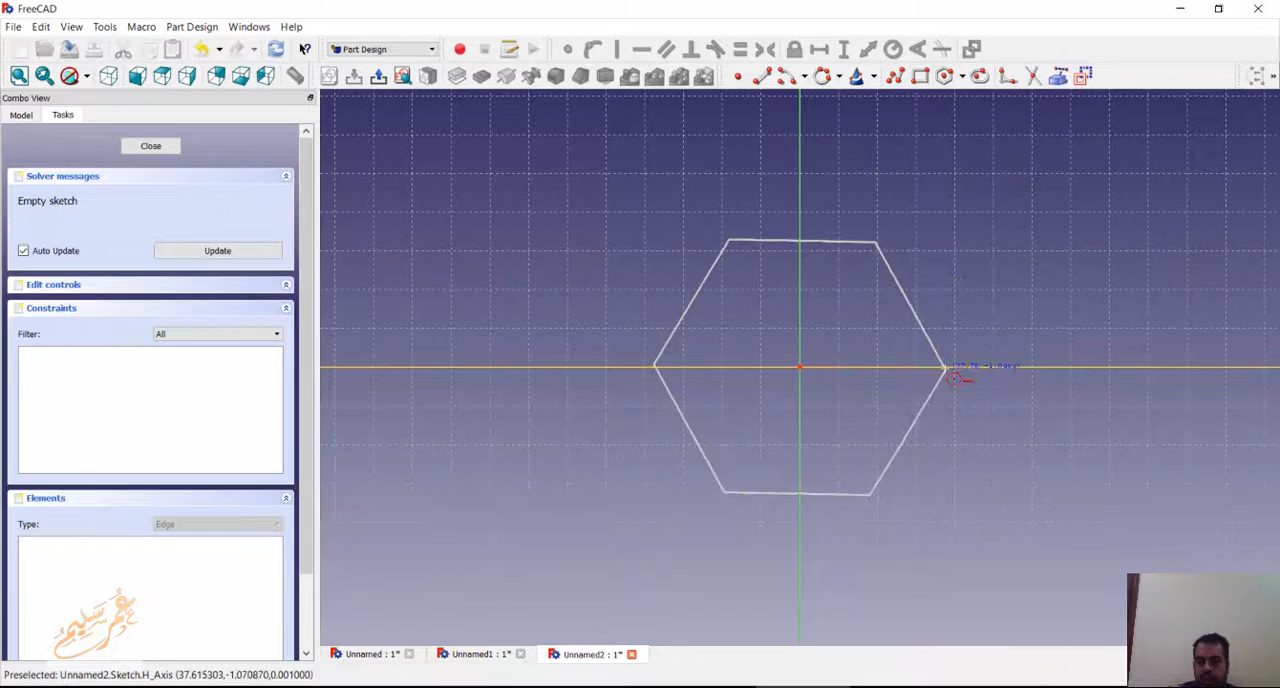 FreeCAD
File Edit View Tools Macro Part Design Windows Help
Part Design
Combo View
Model Tasks
Close
Solver messages
Empty sketch
Auto Update Update
Edit controls
Constraints
Filter: All
Elements
Type: Edge
عمر سليم
Unnamed : 1* Unnamed1 : 1* Unnamed2 : 1*
Preselected: Unnamed2.Sketch.H_Axis (37.615303,-1.070870,0.001000)